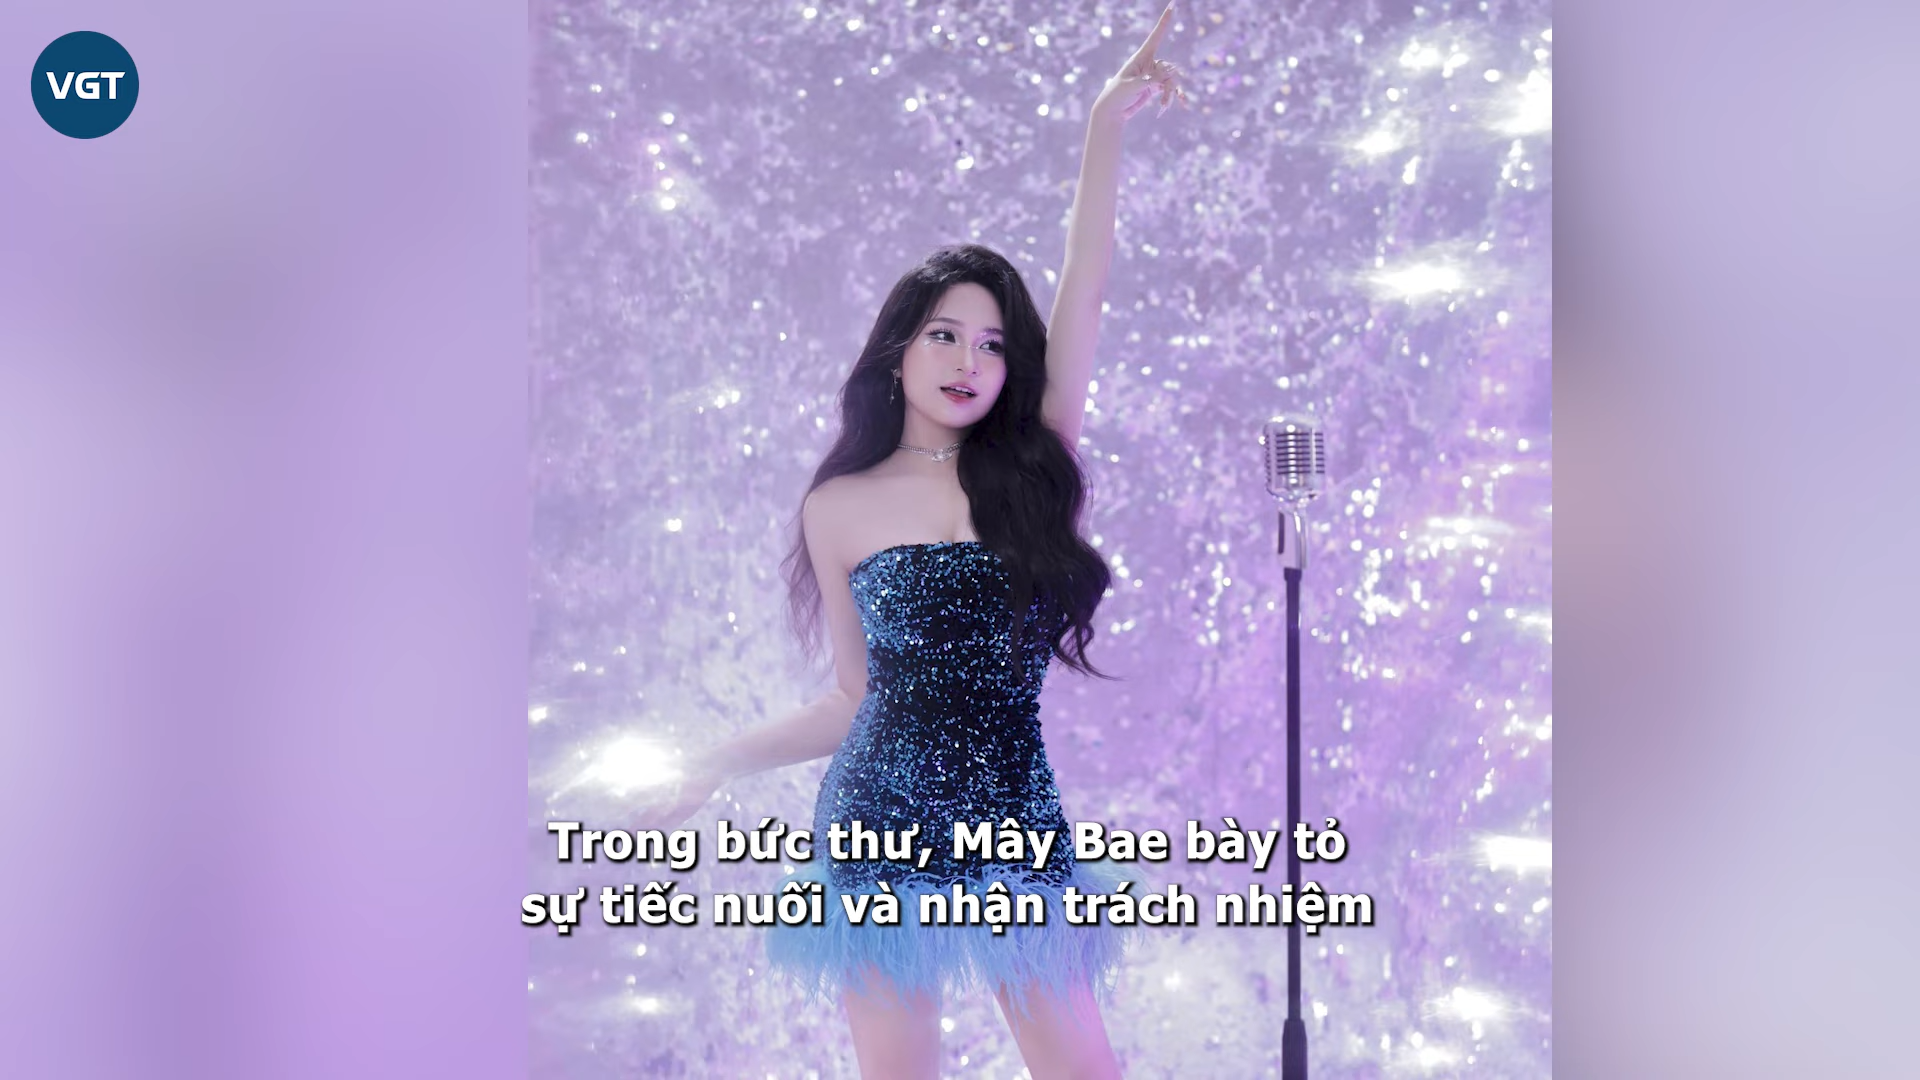 VGT
Trong bức thư, Mây Bae bày tỏ
sự tiếc nuối và nhận trách nhiệm